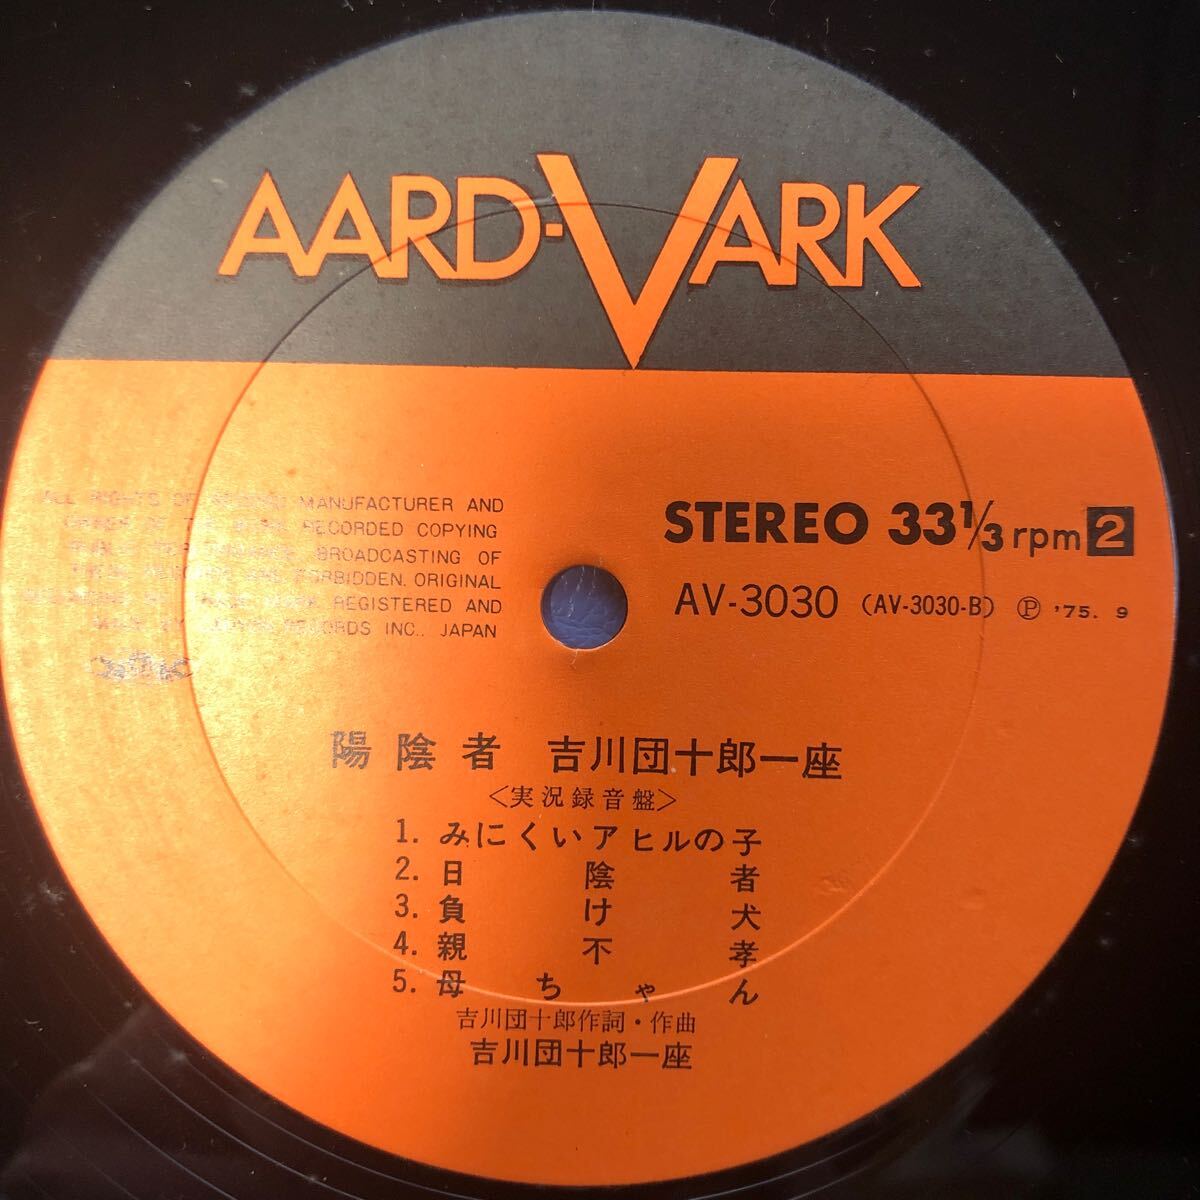 AARD-VARK
STEREO 33 1/3 rpm 2
AV-3030 (AV-3030-B) Ⓟ '75. 9
ALL RIGHTS OF MANUFACTURER AND
OF THE WORK RECORDED COPYING
BROADCASTING OF
FORBIDDEN. ORIGINAL
REGISTERED AND
RECORDS INC., JAPAN
陽陰者 吉川団十郎一座
<実況録音盤>
1. みにくいアヒルの子
2. 日陰者
3. 負け犬
4. 親不孝
5. 母ちゃん
吉川団十郎作詞・作曲
吉川団十郎一座